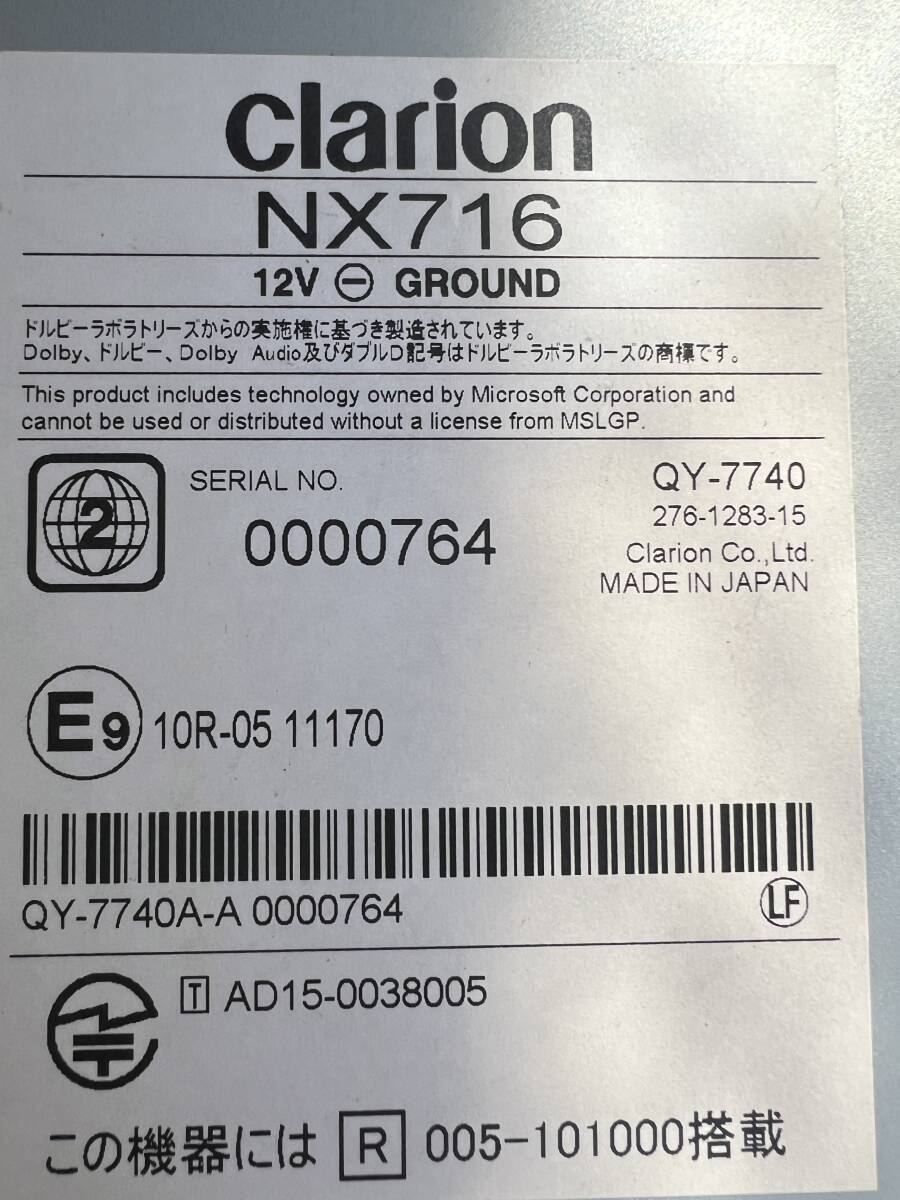 clarion
NX716
12V ⊖ GROUND
ドルビーラボラトリーズからの実施権に基づき製造されています。
Dolby、ドルビー、Dolby Audio及びダブルD記号はドルビーラボラトリーズの商標です。
This product includes technology owned by Microsoft Corporation and
cannot be used or distributed without a license from MSLGP.
2
SERIAL NO.
0000764
QY-7740
276-1283-15
Clarion Co.,Ltd.
MADE IN JAPAN
E9 10R-05 11170
QY-7740A-A 0000764
LF
T AD15-0038005
この機器には R 005-101000搭載